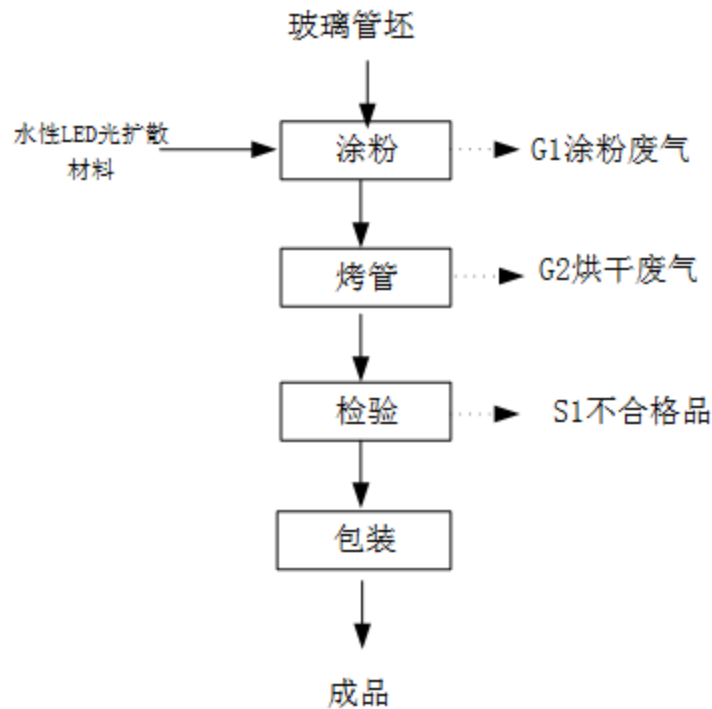 玻璃管坯
水性LED光扩散
材料
涂粉
G1涂粉废气
烤管
G2烘干废气
检验
S1不合格品
包装
成品